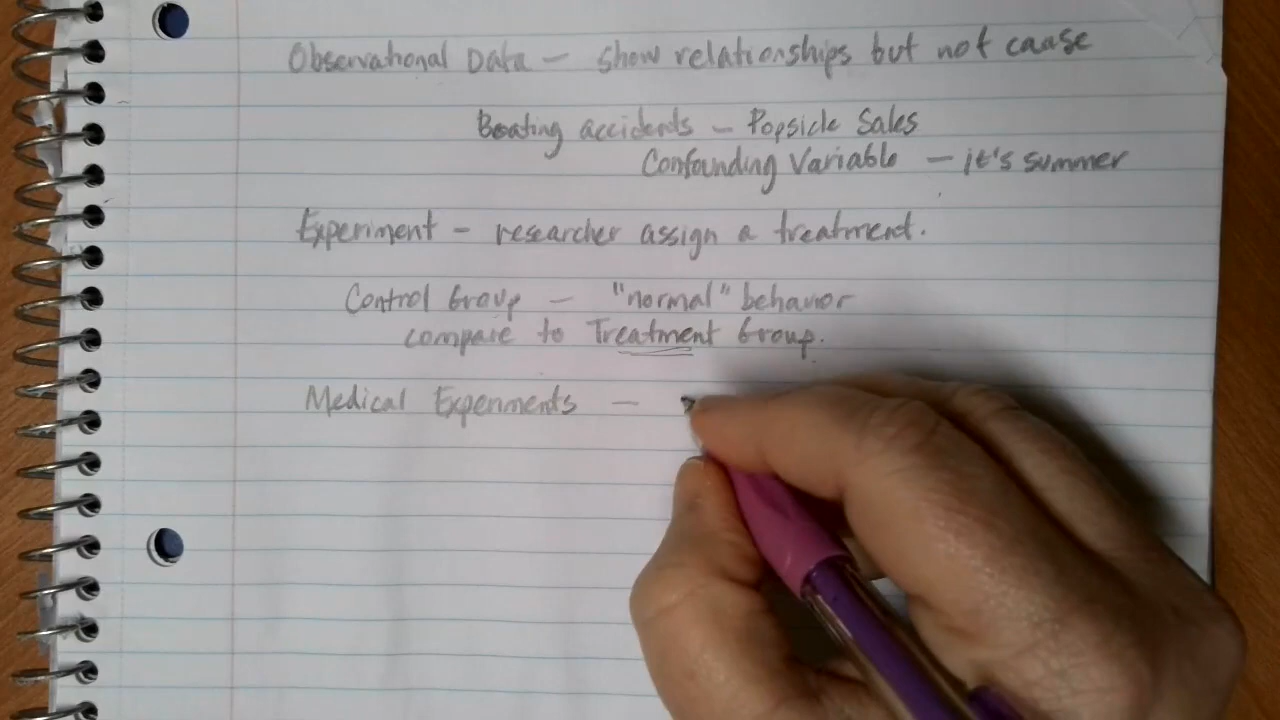 Observational Data — show relationships but not cause
Boating accidents — Popsicle Sales
Confounding Variable — it's summer
Experiment — researcher assign a treatment.
Control Group — "normal" behavior
compare to Treatment Group.
Medical Experiments —